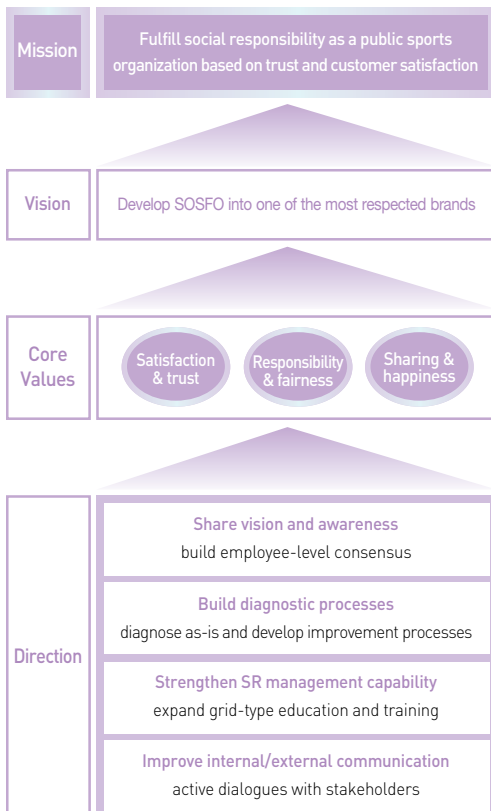 Mission
Fulfill social responsibility as a public sports
organization based on trust and customer satisfaction
Vision
Develop SOSFO into one of the most respected brands
Core
Values
Satisfaction
& trust
Responsibility
& fairness
Sharing &
happiness
Direction
Share vision and awareness
build employee-level consensus
Build diagnostic processes
diagnose as-is and develop improvement processes
Strengthen SR management capability
expand grid-type education and training
Improve internal/external communication
active dialogues with stakeholders